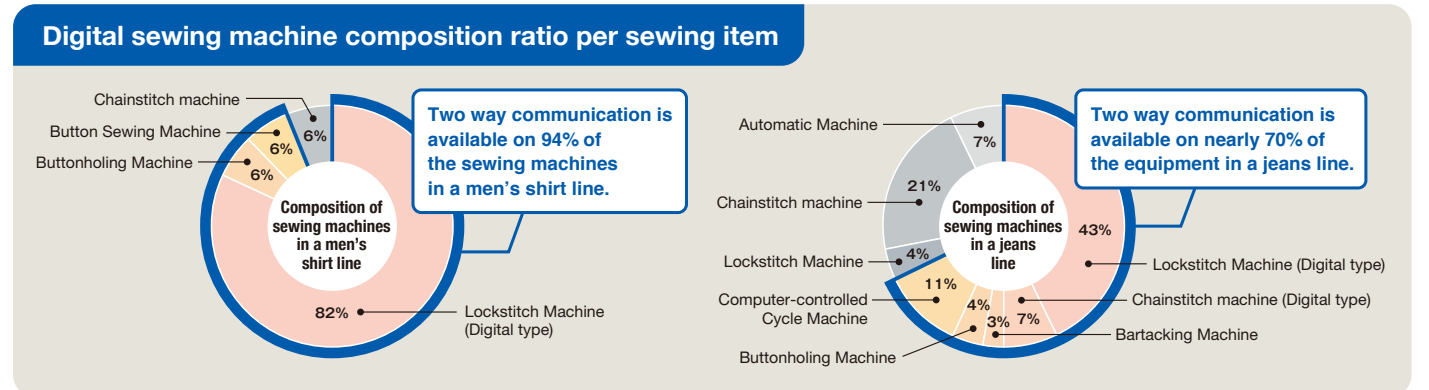 Digital sewing machine composition ratio per sewing item
Chainstitch machine
Button Sewing Machine
Buttonholing Machine
6%
6%
6%
Composition of
sewing machines
in a men’s
shirt line
82%
Lockstitch Machine
(Digital type)
Two way communication is
available on 94% of
the sewing machines
in a men’s shirt line.
Automatic Machine
Chainstitch machine
Lockstitch Machine
Computer-controlled
Cycle Machine
Buttonholing Machine
7%
21%
4%
11%
4%
3%
7%
43%
Composition of
sewing machines
in a jeans
line
Two way communication is
available on nearly 70% of
the equipment in a jeans line.
Lockstitch Machine (Digital type)
Chainstitch machine (Digital type)
Bartacking Machine